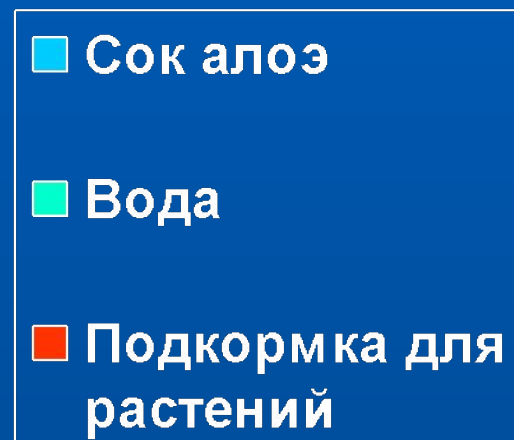 Сок алоэ
Вода
Подкормка для
растений